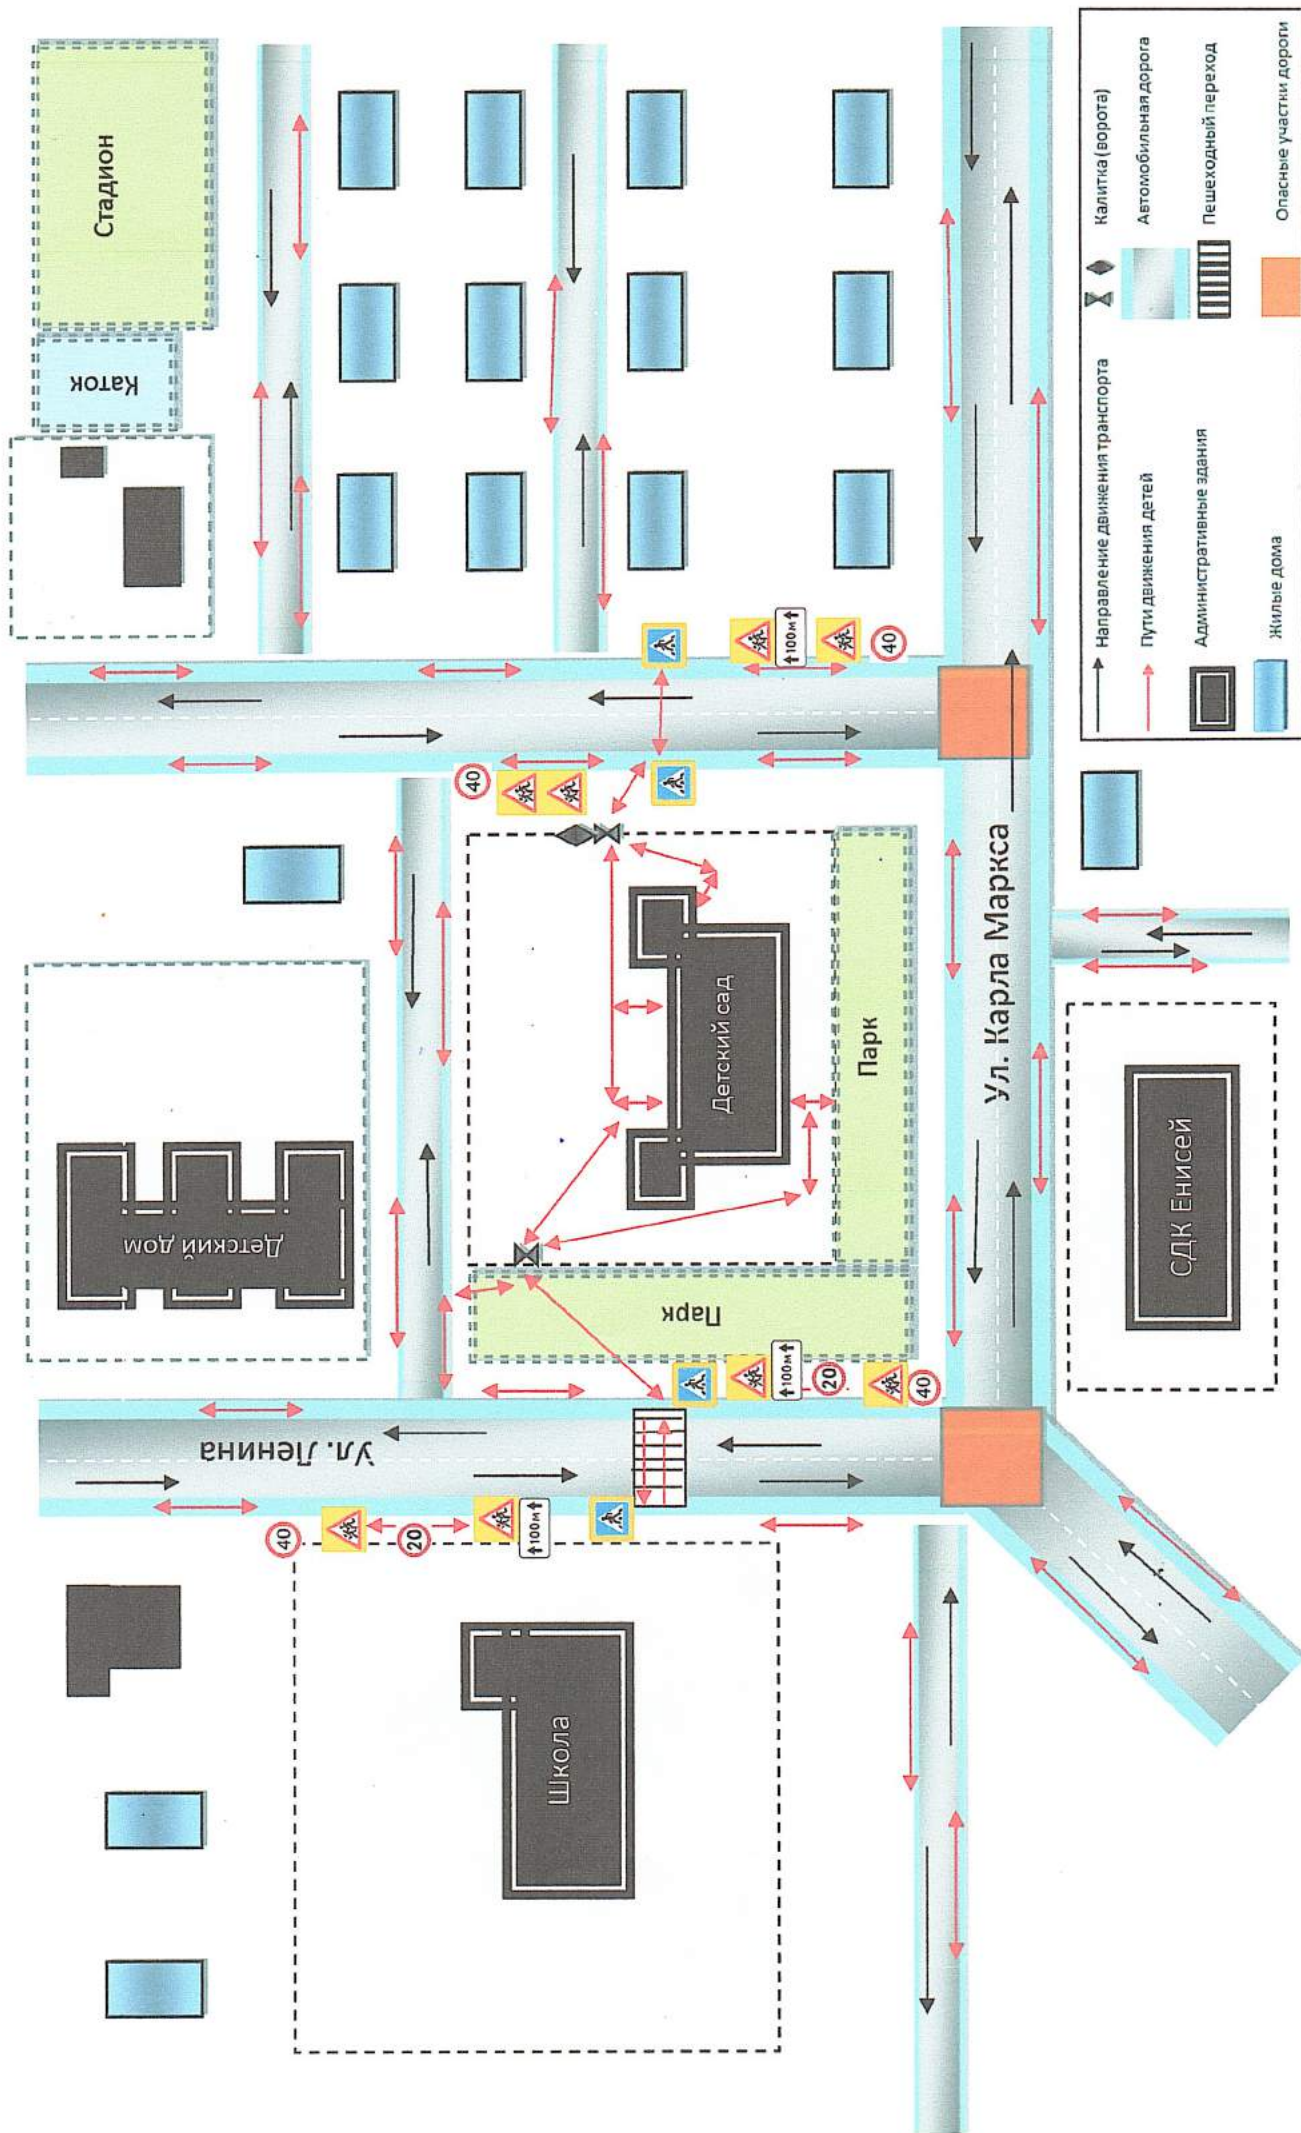 Стадион
Каток
Детский дом
Ул. Ленина
Школа
Детский сад
Парк
Парк
Ул. Карла Маркса
СДК Енисей
40
20
100м
100м
20
40
40
100м
40
Направление движения транспорта
Пути движения детей
Административные здания
Жилые дома
Калитка (ворота)
Автомобильная дорога
Пешеходный переход
Опасные участки дороги